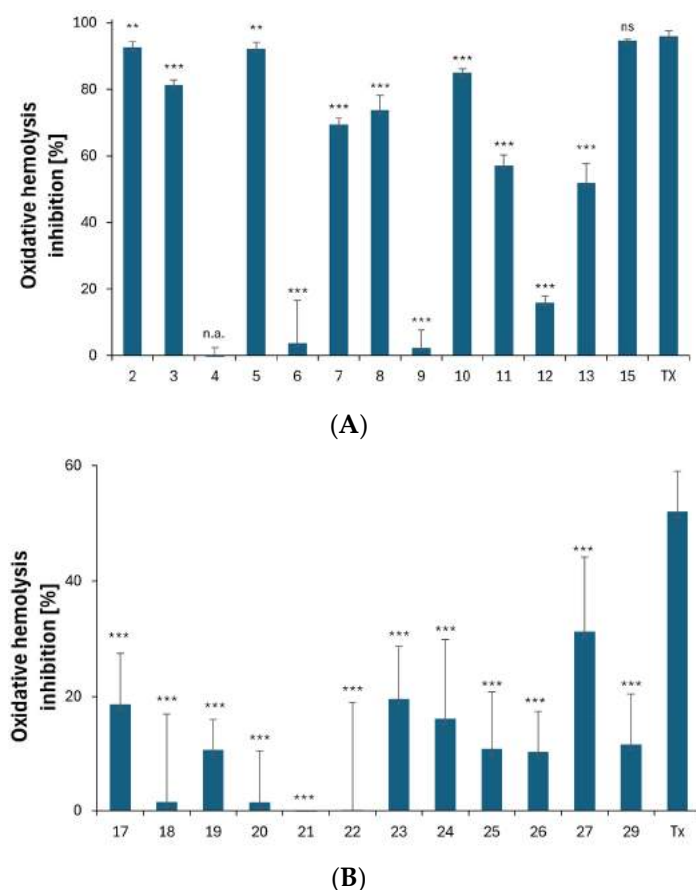 Oxidative hemolysis
inhibition [%]
100
80
60
40
20
0
** *** n.a. ** *** *** *** *** *** *** *** *** ns
2 3 4 5 6 7 8 9 10 11 12 13 15 TX
(A)
Oxidative hemolysis
inhibition [%]
60
40
20
0
*** *** *** *** *** *** *** *** *** *** *** ***
17 18 19 20 21 22 23 24 25 26 27 29 Tx
(B)